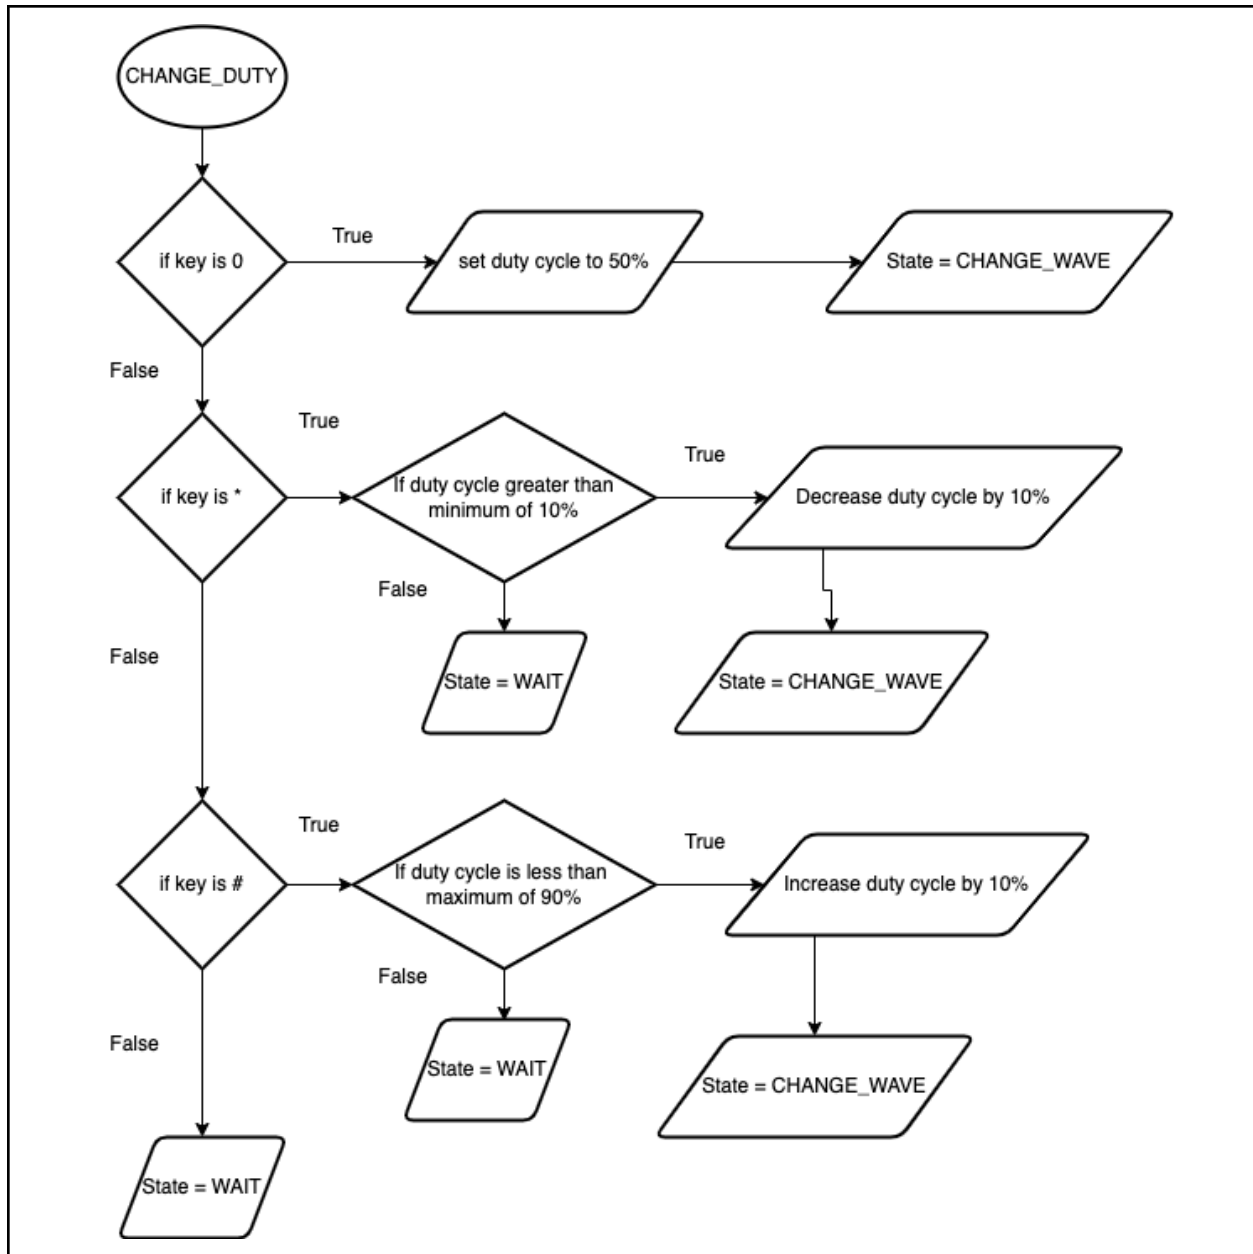 CHANGE_DUTY
if key is 0
True
set duty cycle to 50%
State = CHANGE_WAVE
False
if key is *
True
If duty cycle greater than
minimum of 10%
True
Decrease duty cycle by 10%
False
State = WAIT
State = CHANGE_WAVE
False
if key is #
True
If duty cycle is less than
maximum of 90%
True
Increase duty cycle by 10%
False
State = WAIT
State = CHANGE_WAVE
False
State = WAIT